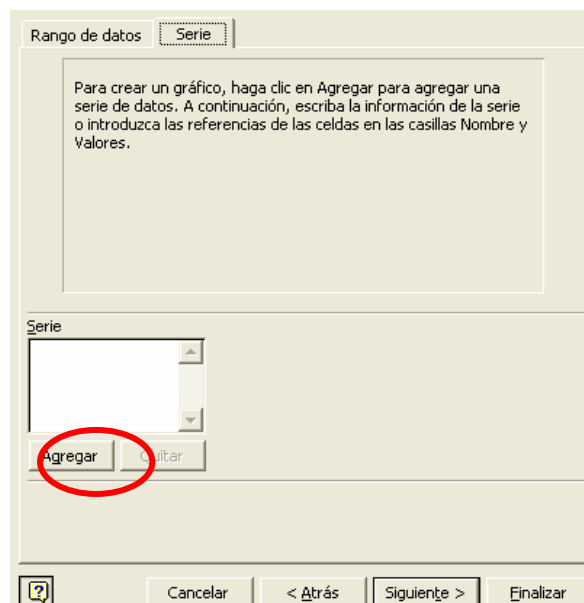 Rango de datos Serie
Para crear un gráfico, haga clic en Agregar para agregar una
serie de datos. A continuación, escriba la información de la serie
o introduzca las referencias de las celdas en las casillas Nombre y
Valores.
Serie
Agregar Quitar
Cancelar < Atrás Siguiente > Finalizar